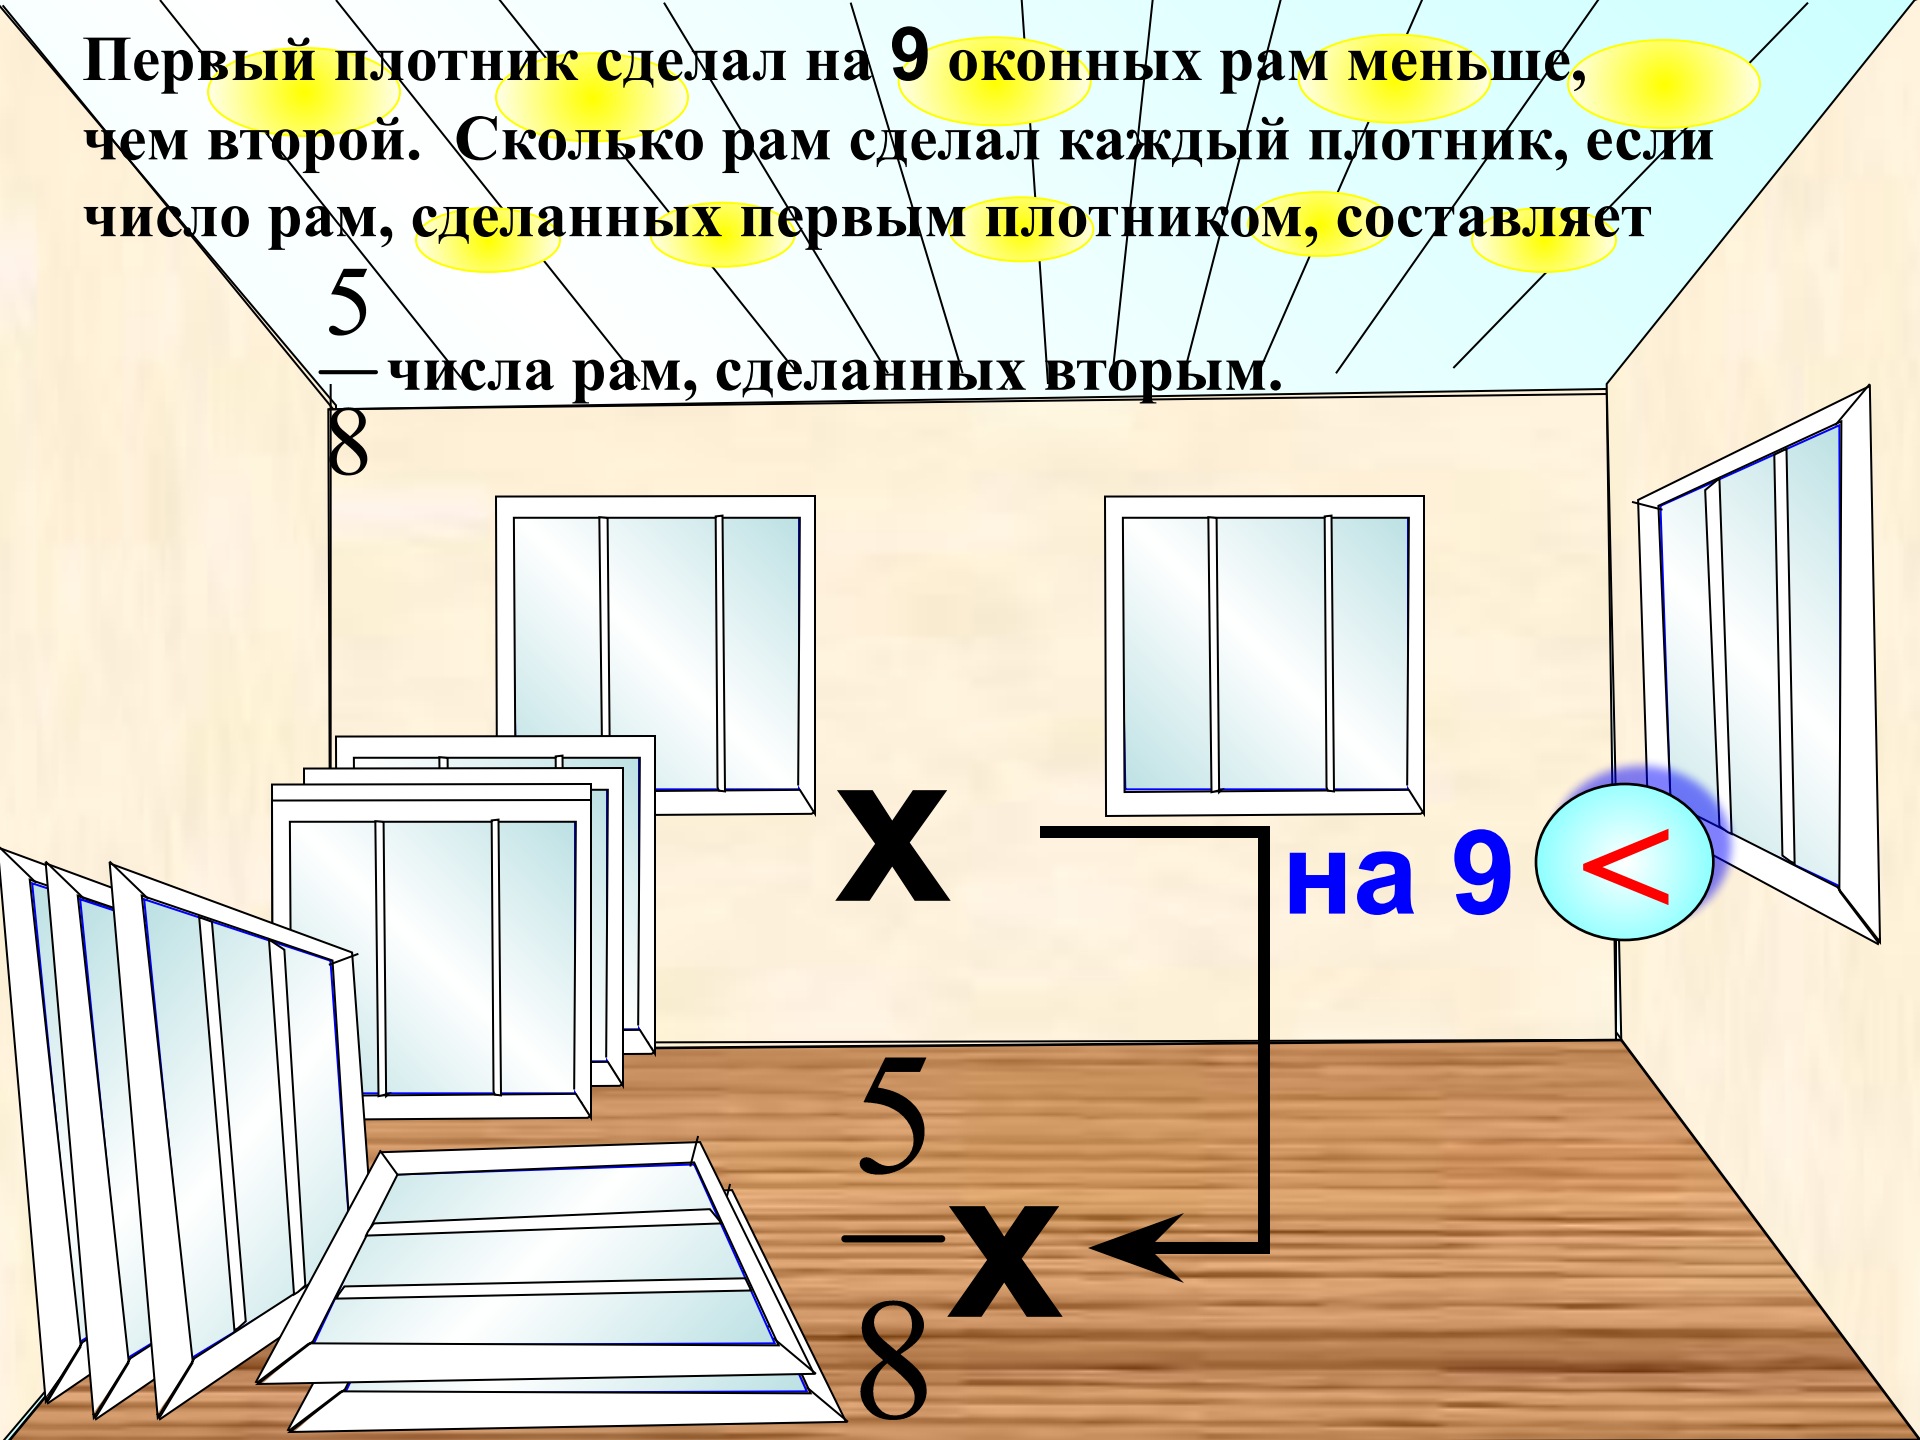 Первый плотник сделал на 9 оконных рам меньше,
чем второй. Сколько рам сделал каждый плотник, если
число рам, сделанных первым плотником, составляет
5
числа рам, сделанных вторым.
8
x
на 9 <
5
x
8